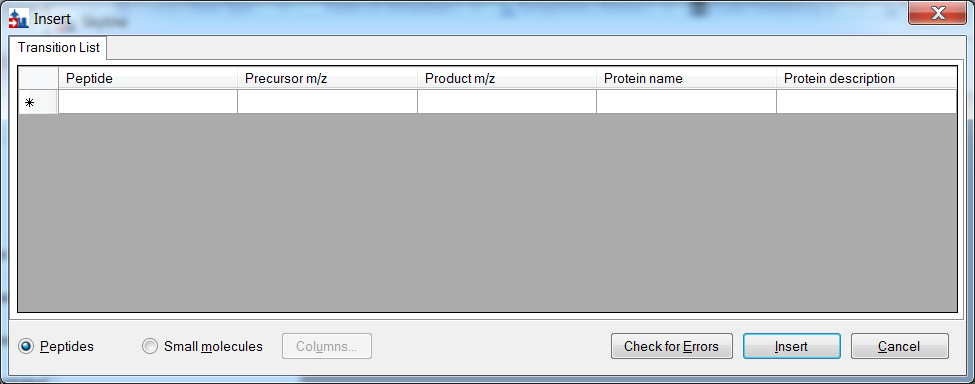 Insert
Skyline
Transition List
Peptide Precursor m/z Product m/z Protein name Protein description
Peptides Small molecules Columns... Check for Errors Insert Cancel